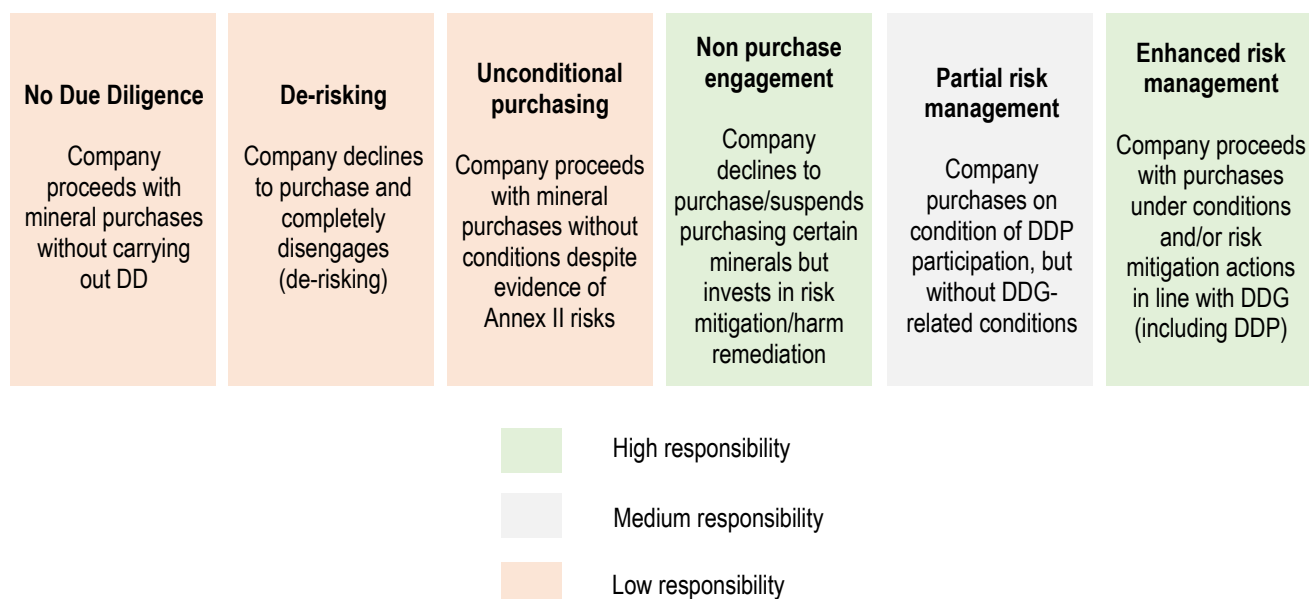 No Due Diligence
Company
proceeds with
mineral purchases
without carrying
out DD
De-risking
Company declines
to purchase and
completely
disengages
(de-risking)
Unconditional
purchasing
Company proceeds
with mineral
purchases without
conditions despite
evidence of
Annex II risks
Non purchase
engagement
Company
declines to
purchase/suspends
purchasing certain
minerals but
invests in risk
mitigation/harm
remediation
Partial risk
management
Company
purchases on
condition of DDP
participation, but
without DDG-
related conditions
Enhanced risk
management
Company proceeds
with purchases
under conditions
and/or risk
mitigation actions
in line with DDG
(including DDP)
High responsibility
Medium responsibility
Low responsibility